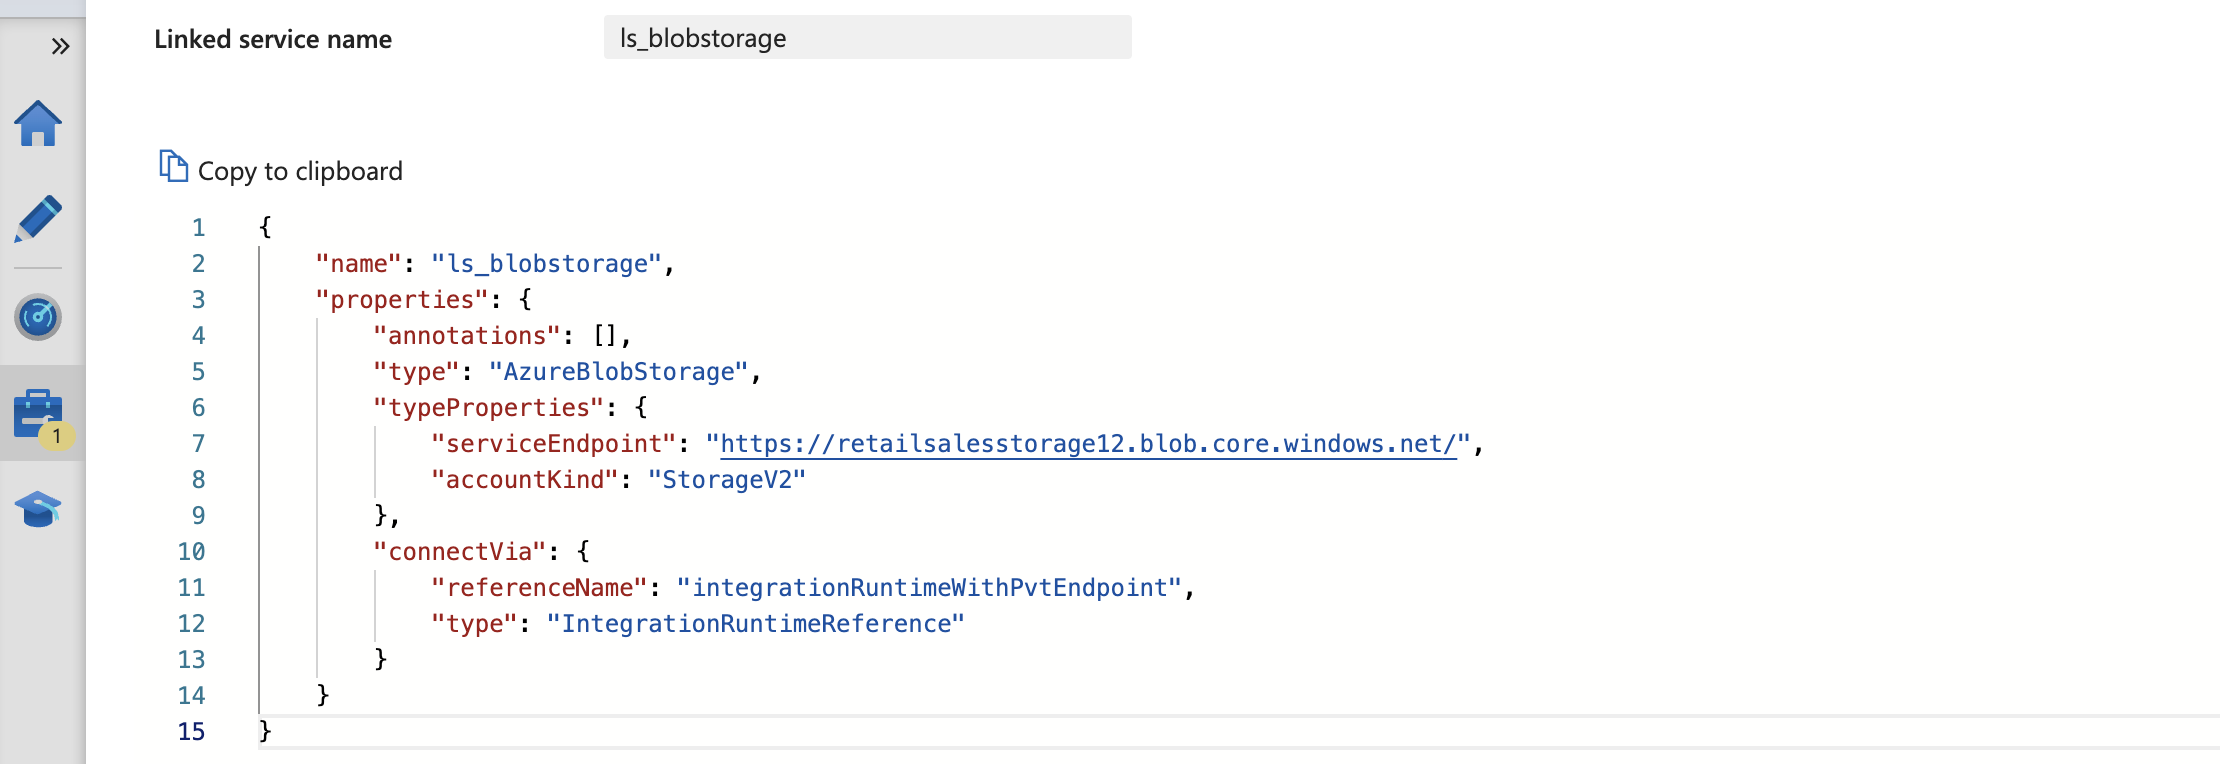 Linked service name ls_blobstorage
Copy to clipboard
1 {
2 "name": "ls_blobstorage",
3 "properties": {
4 "annotations": [],
5 "type": "AzureBlobStorage",
6 "typeProperties": {
7 "serviceEndpoint": "https://retailsalesstorage12.blob.core.windows.net/",
8 "accountKind": "StorageV2"
9 },
10 "connectVia": {
11 "referenceName": "integrationRuntimeWithPvtEndpoint",
12 "type": "IntegrationRuntimeReference"
13 }
14 }
15 }
1